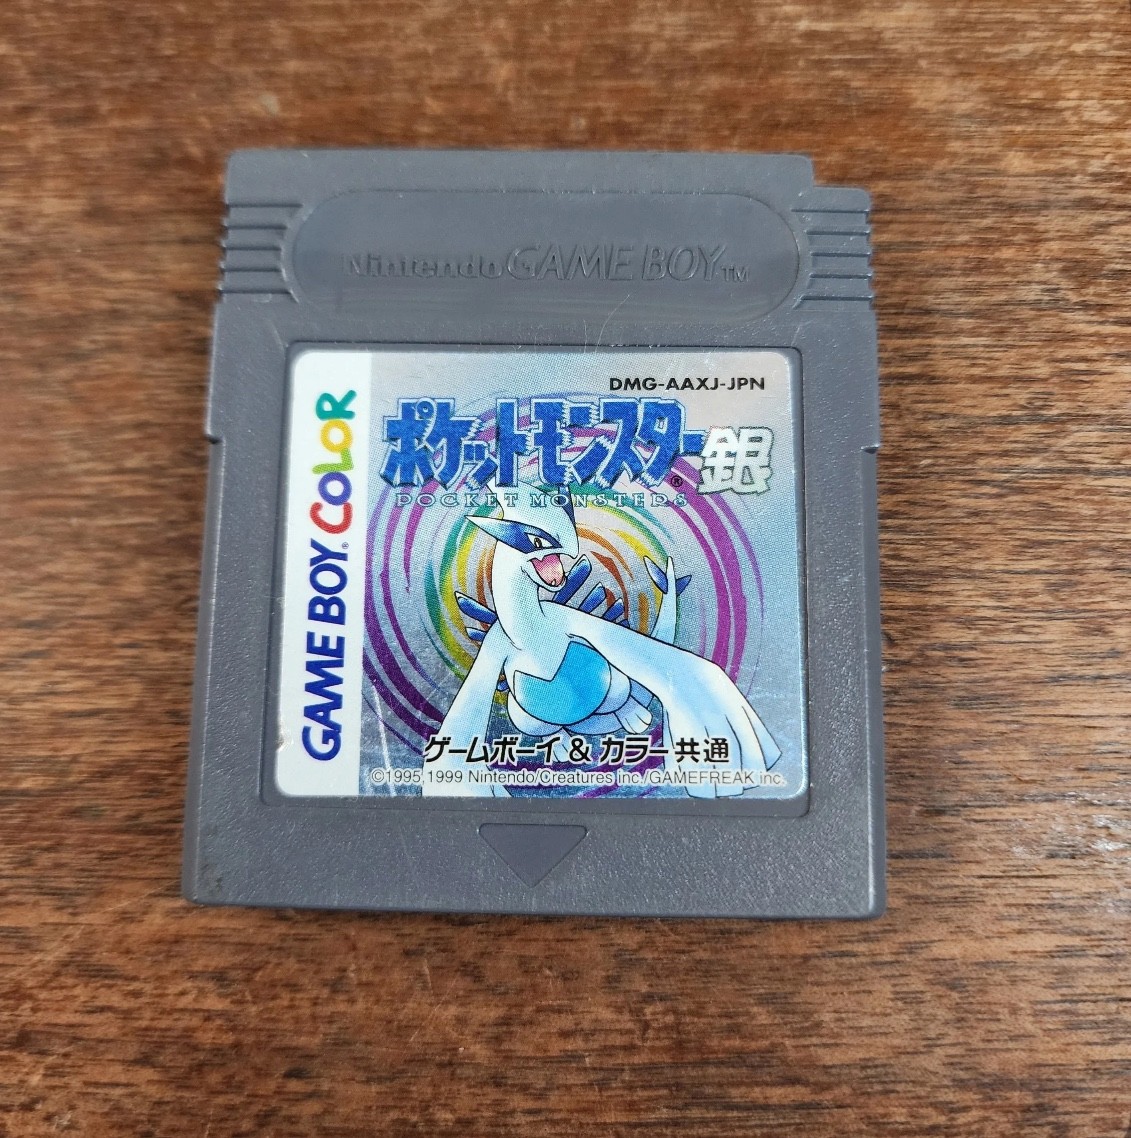 Nintendo GAME BOY™
DMG-AAXJ-JPN
ポケットモンスター® 銀
POCKET MONSTERS
GAME BOY® COLOR
ゲームボーイ & カラー 共通
©1995,1999 Nintendo/Creatures inc./GAMEFREAK inc.